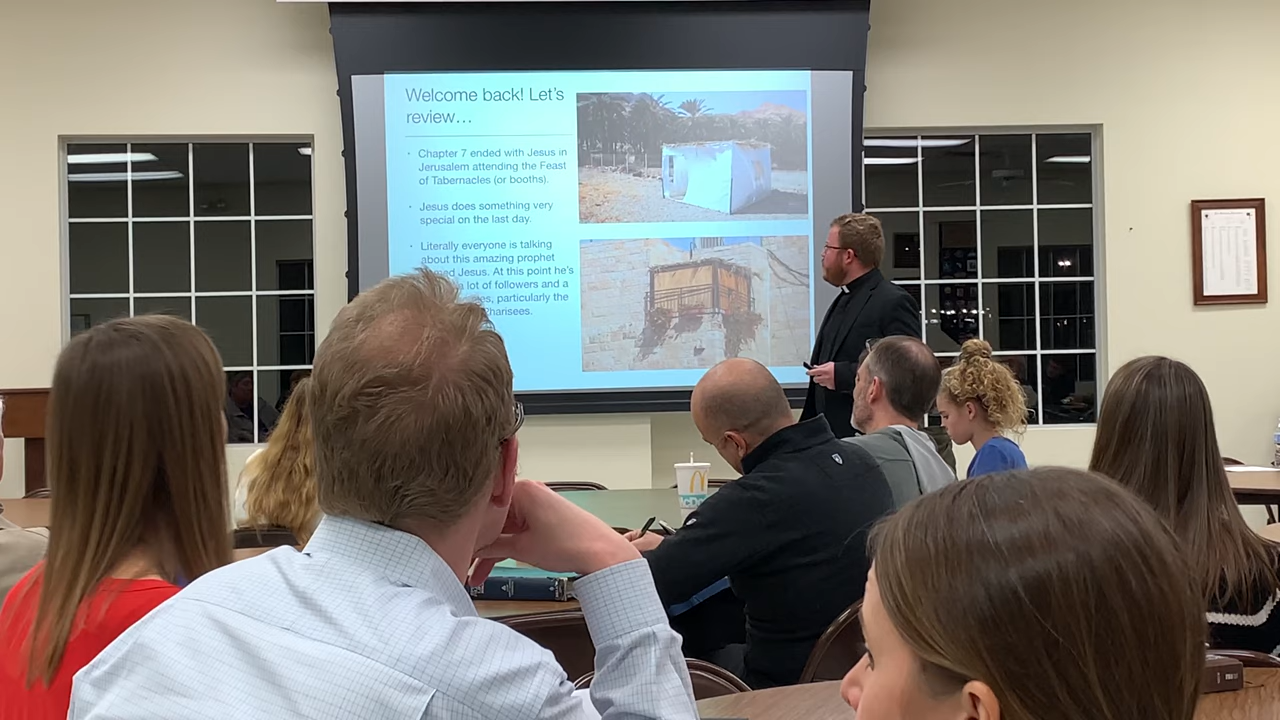 Welcome back! Let's
review…
· Chapter 7 ended with Jesus in
Jerusalem attending the Feast
of Tabernacles (or booths).
· Jesus does something very
special on the last day.
· Literally everyone is talking
about this amazing prophet
Jesus. At this point he's
a lot of followers and a
particularly the
Pharisees.